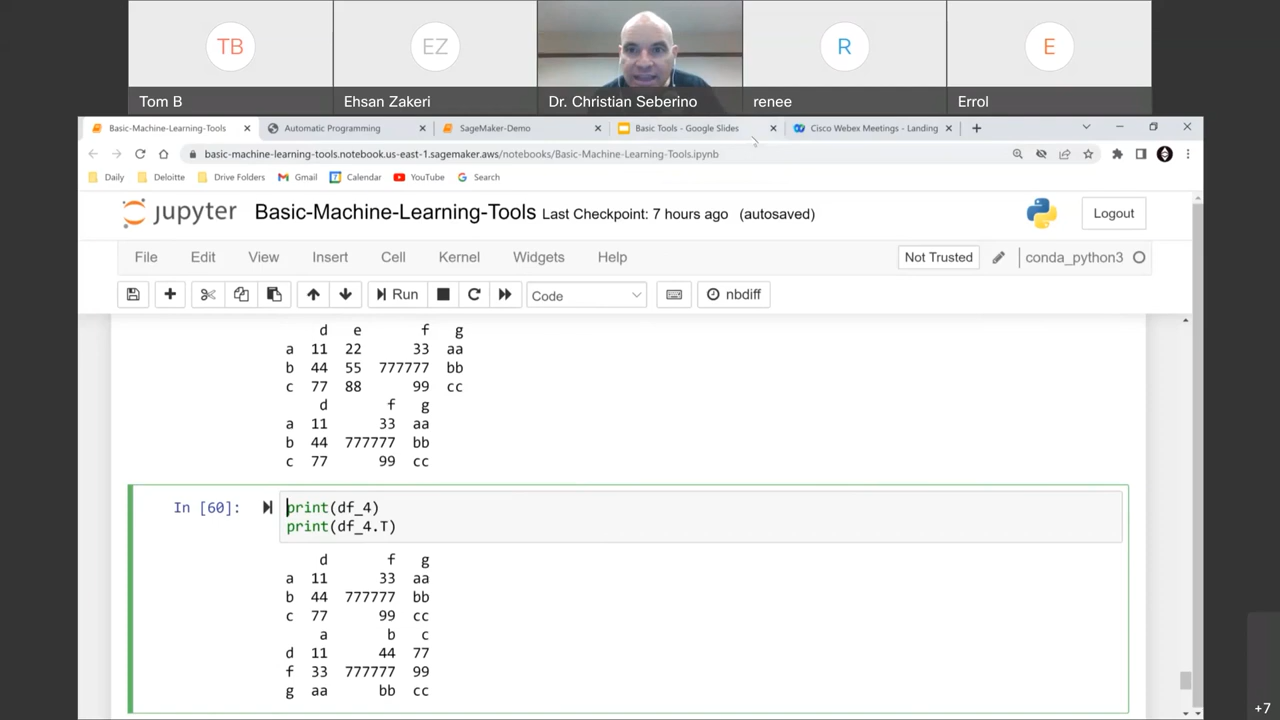 TB EZ R E
Tom B Ehsan Zakeri Dr. Christian Seberino renee Errol
Basic-Machine-Learning-Tools Automatic Programming SageMaker-Demo Basic Tools - Google Slides Cisco Webex Meetings - Landing
basic-machine-learning-tools.notebook.us-east-1.sagemaker.aws/notebooks/Basic-Machine-Learning-Tools.ipynb
Daily Deloitte Drive Folders Gmail Calendar YouTube Search
jupyter Basic-Machine-Learning-Tools Last Checkpoint: 7 hours ago (autosaved) Logout
File Edit View Insert Cell Kernel Widgets Help Not Trusted conda_python3
Run Code nbdiff
d e f g
a 11 22 33 aa
b 44 55 777777 bb
c 77 88 99 cc
d f g
a 11 33 aa
b 44 777777 bb
c 77 99 cc
In [60]: print(df_4)
print(df_4.T)
d f g
a 11 33 aa
b 44 777777 bb
c 77 99 cc
a b c
d 11 44 77
f 33 777777 99
g aa bb cc
+7